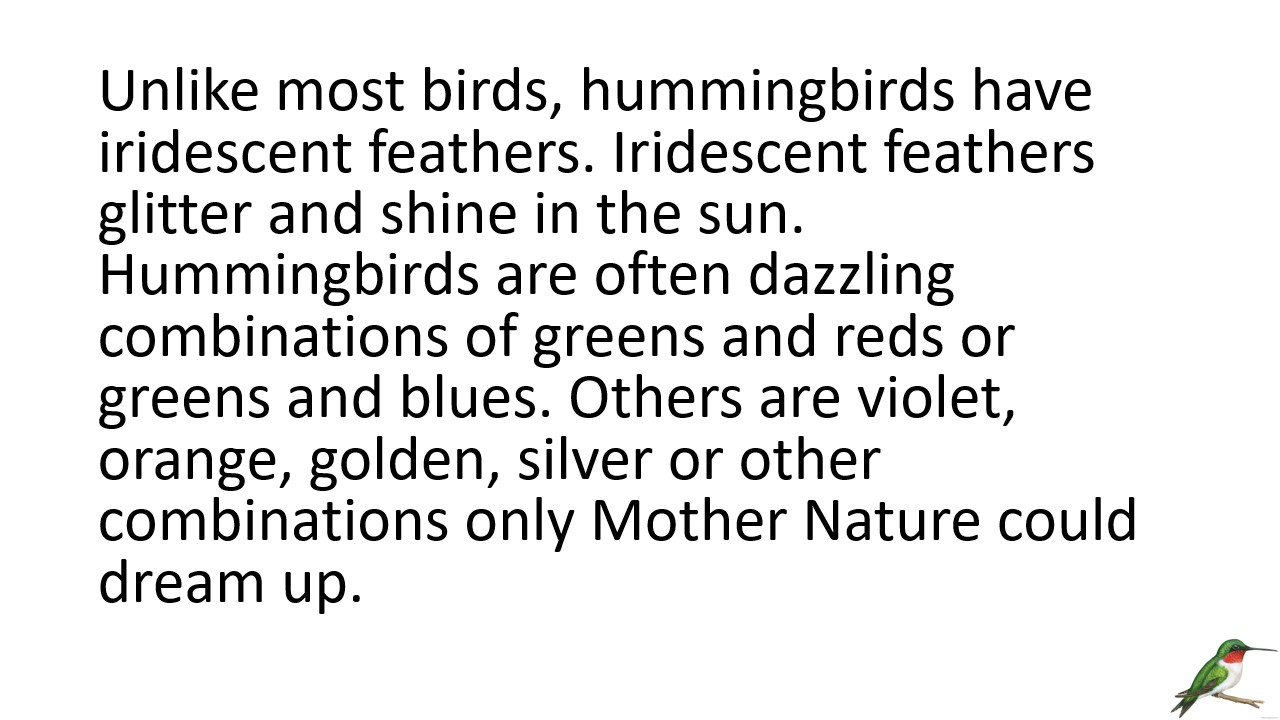 Unlike most birds, hummingbirds have
iridescent feathers. Iridescent feathers
glitter and shine in the sun.
Hummingbirds are often dazzling
combinations of greens and reds or
greens and blues. Others are violet,
orange, golden, silver or other
combinations only Mother Nature could
dream up.